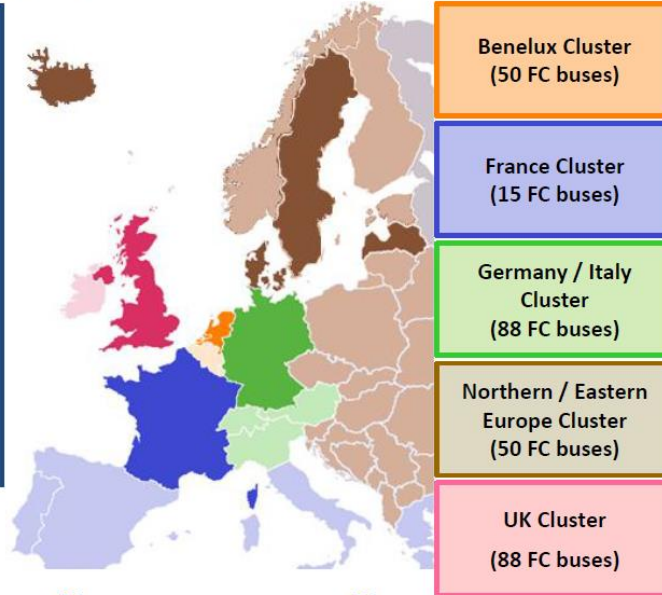 Benelux Cluster
(50 FC buses)
France Cluster
(15 FC buses)
Germany / Italy
Cluster
(88 FC buses)
Northern / Eastern
Europe Cluster
(50 FC buses)
UK Cluster
(88 FC buses)